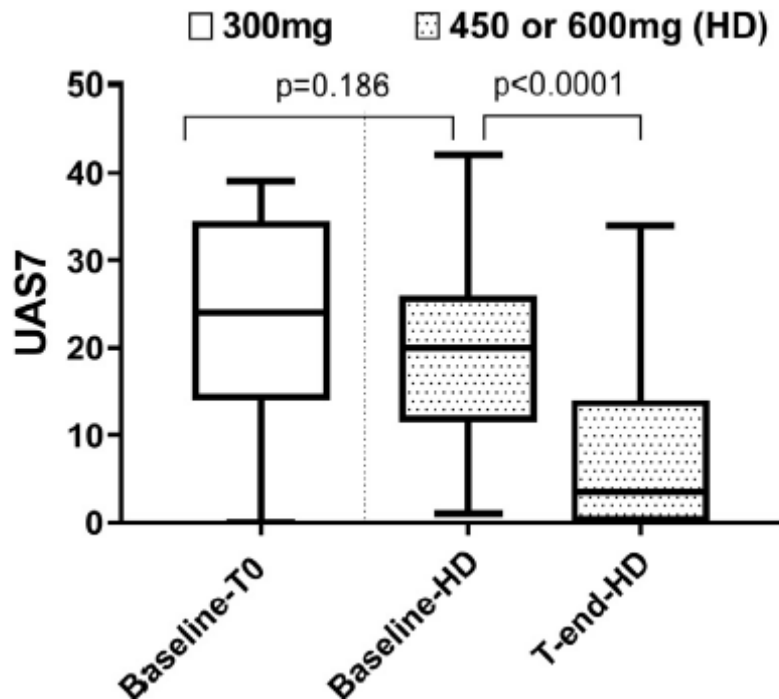 300mg 450 or 600mg (HD)
p=0.186 p<0.0001
50
40
30
20
10
0
UAS7
Baseline-T0 Baseline-HD T-end-HD